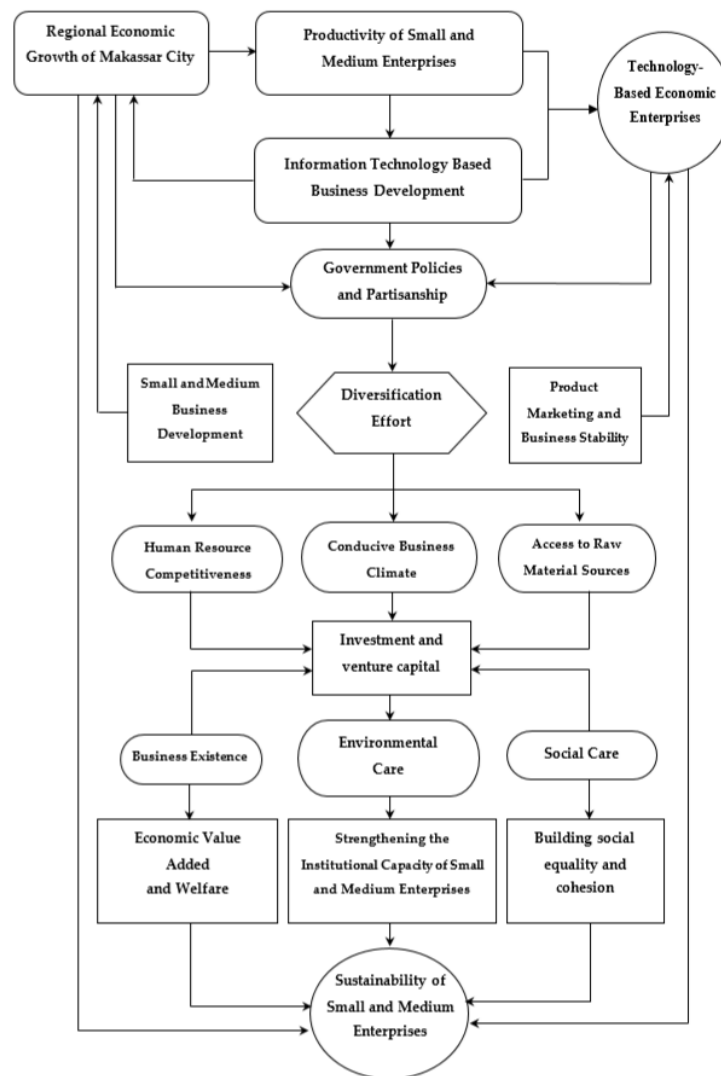 Regional Economic
Growth of Makassar City
Productivity of Small and
Medium Enterprises
Technology-
Based Economic
Enterprises
Information Technology Based
Business Development
Government Policies
and Partisanship
Small and Medium
Business
Development
Diversification
Effort
Product
Marketing and
Business Stability
Human Resource
Competitiveness
Conducive Business
Climate
Access to Raw
Material Sources
Investment and
venture capital
Business Existence
Environmental
Care
Social Care
Economic Value
Added
and Welfare
Strengthening the
Institutional Capacity of Small
and Medium Enterprises
Building social
equality and
cohesion
Sustainability of
Small and Medium
Enterprises